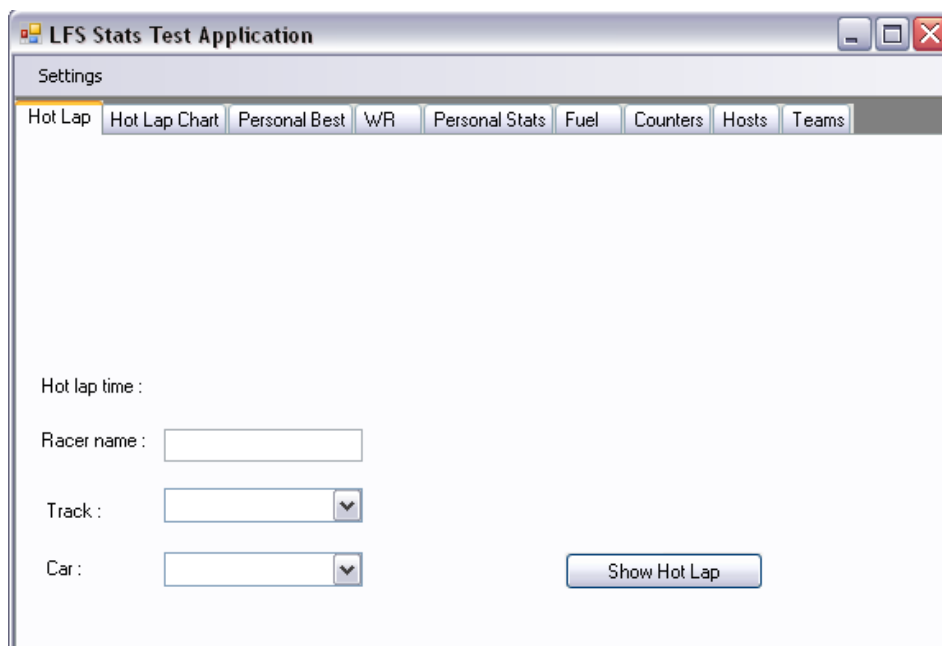 LFS Stats Test Application
Settings
Hot Lap Hot Lap Chart Personal Best WR Personal Stats Fuel Counters Hosts Teams
Hot lap time :
Racer name :
Track :
Car :
Show Hot Lap